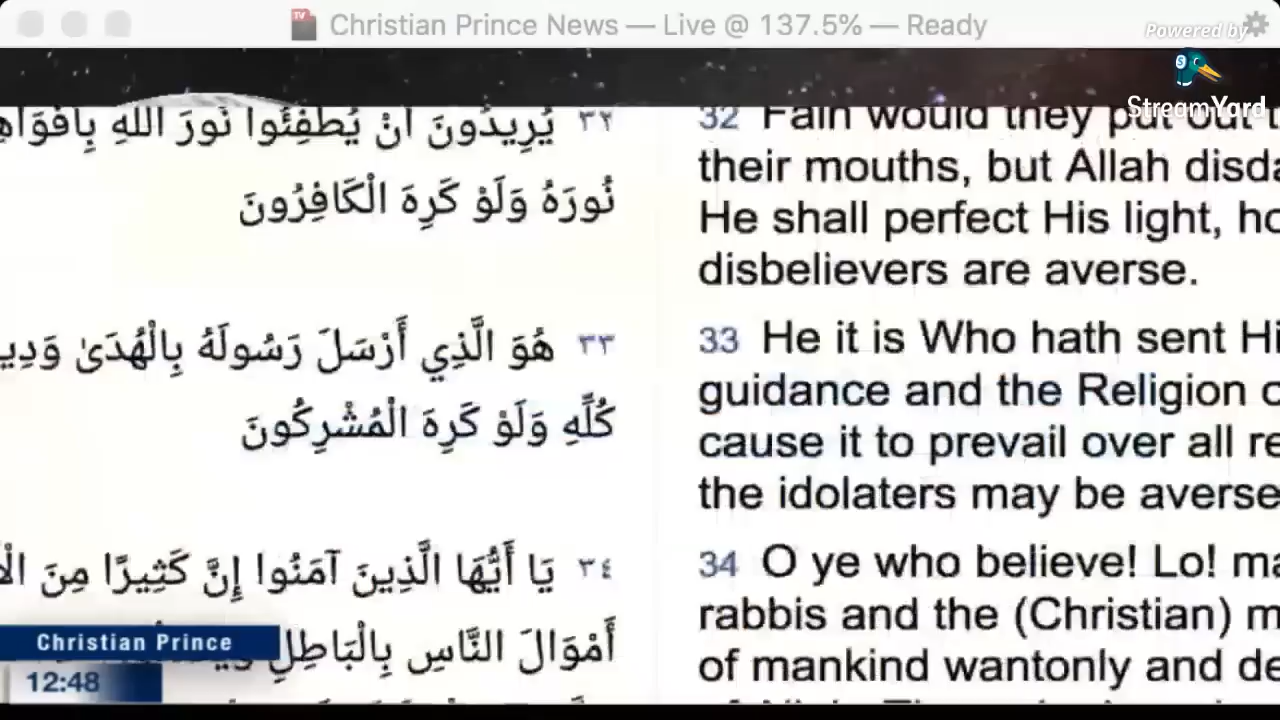 Christian Prince News — Live @ 137.5% — Ready
Powered by
StreamYard
٣٢ يُرِيدُونَ أَنْ يُطْفِئُوا نُورَ اللَّهِ
نُورَهُ وَلَوْ كَرِهَ الْكَافِرُونَ
٣٣ هُوَ الَّذِي أَرْسَلَ رَسُولَهُ بِالْهُدَىٰ
كُلِّهِ وَلَوْ كَرِهَ الْمُشْرِكُونَ
٣٤ يَا أَيُّهَا الَّذِينَ آمَنُوا إِنَّ كَثِيرًا مِنَ
أَمْوَالَ النَّاسِ بِالْبَاطِلِ
32 Fain would they put out
their mouths, but Allah
He shall perfect His light,
disbelievers are averse.
33 He it is Who hath sent
guidance and the Religion
cause it to prevail over all
the idolaters may be averse
34 O ye who believe! Lo!
rabbis and the (Christian)
of mankind wantonly and
Christian Prince
12:48